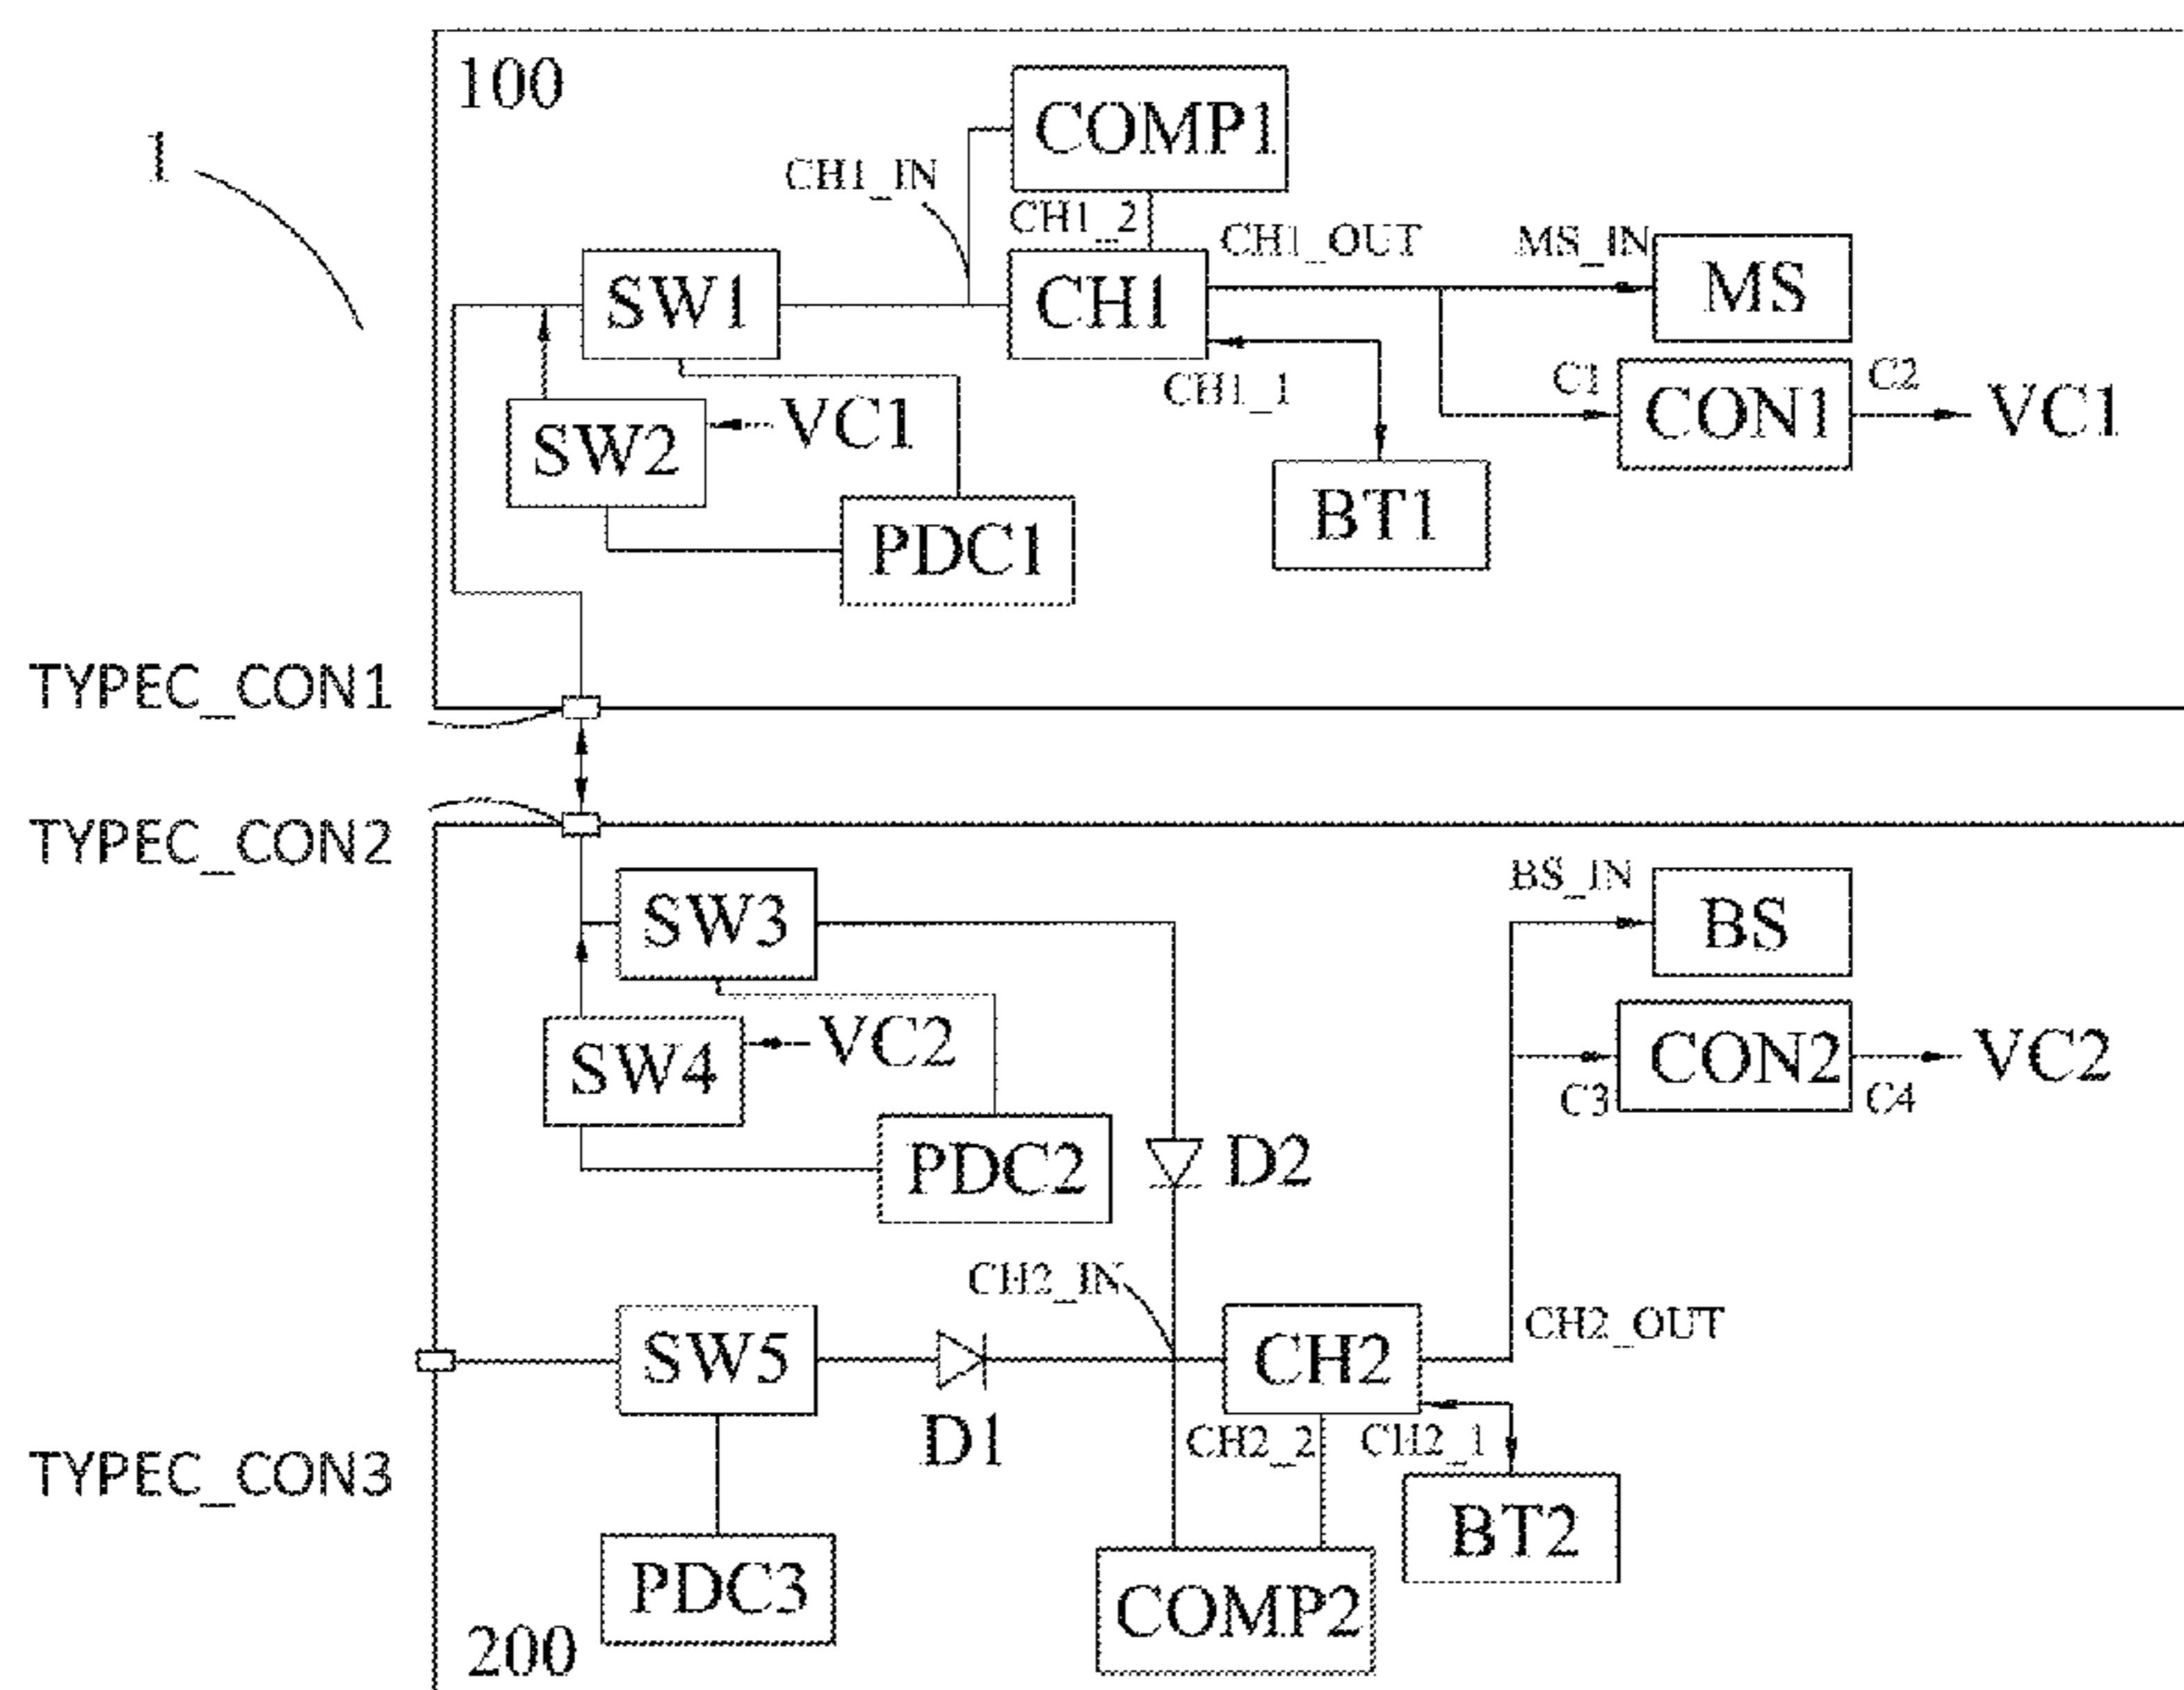 100
1
COMP1
CH1_IN
CH1_2
CH1_OUT
MS_IN
SW1
CH1
MS
CH1_1
C1
C2
SW2
VC1
CON1
VC1
PDC1
BT1
TYPEC_CON1
TYPEC_CON2
SW3
BS_IN
BS
SW4
VC2
CON2
VC2
C3
C4
PDC2
D2
CH2_IN
SW5
CH2
CH2_OUT
D1
CH2_2
CH2_1
TYPEC_CON3
BT2
PDC3
COMP2
200